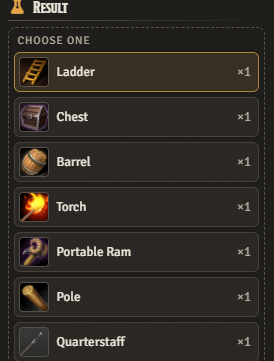 Result
CHOOSE ONE
Ladder ×1
Chest ×1
Barrel ×1
Torch ×1
Portable Ram ×1
Pole ×1
Quarterstaff ×1